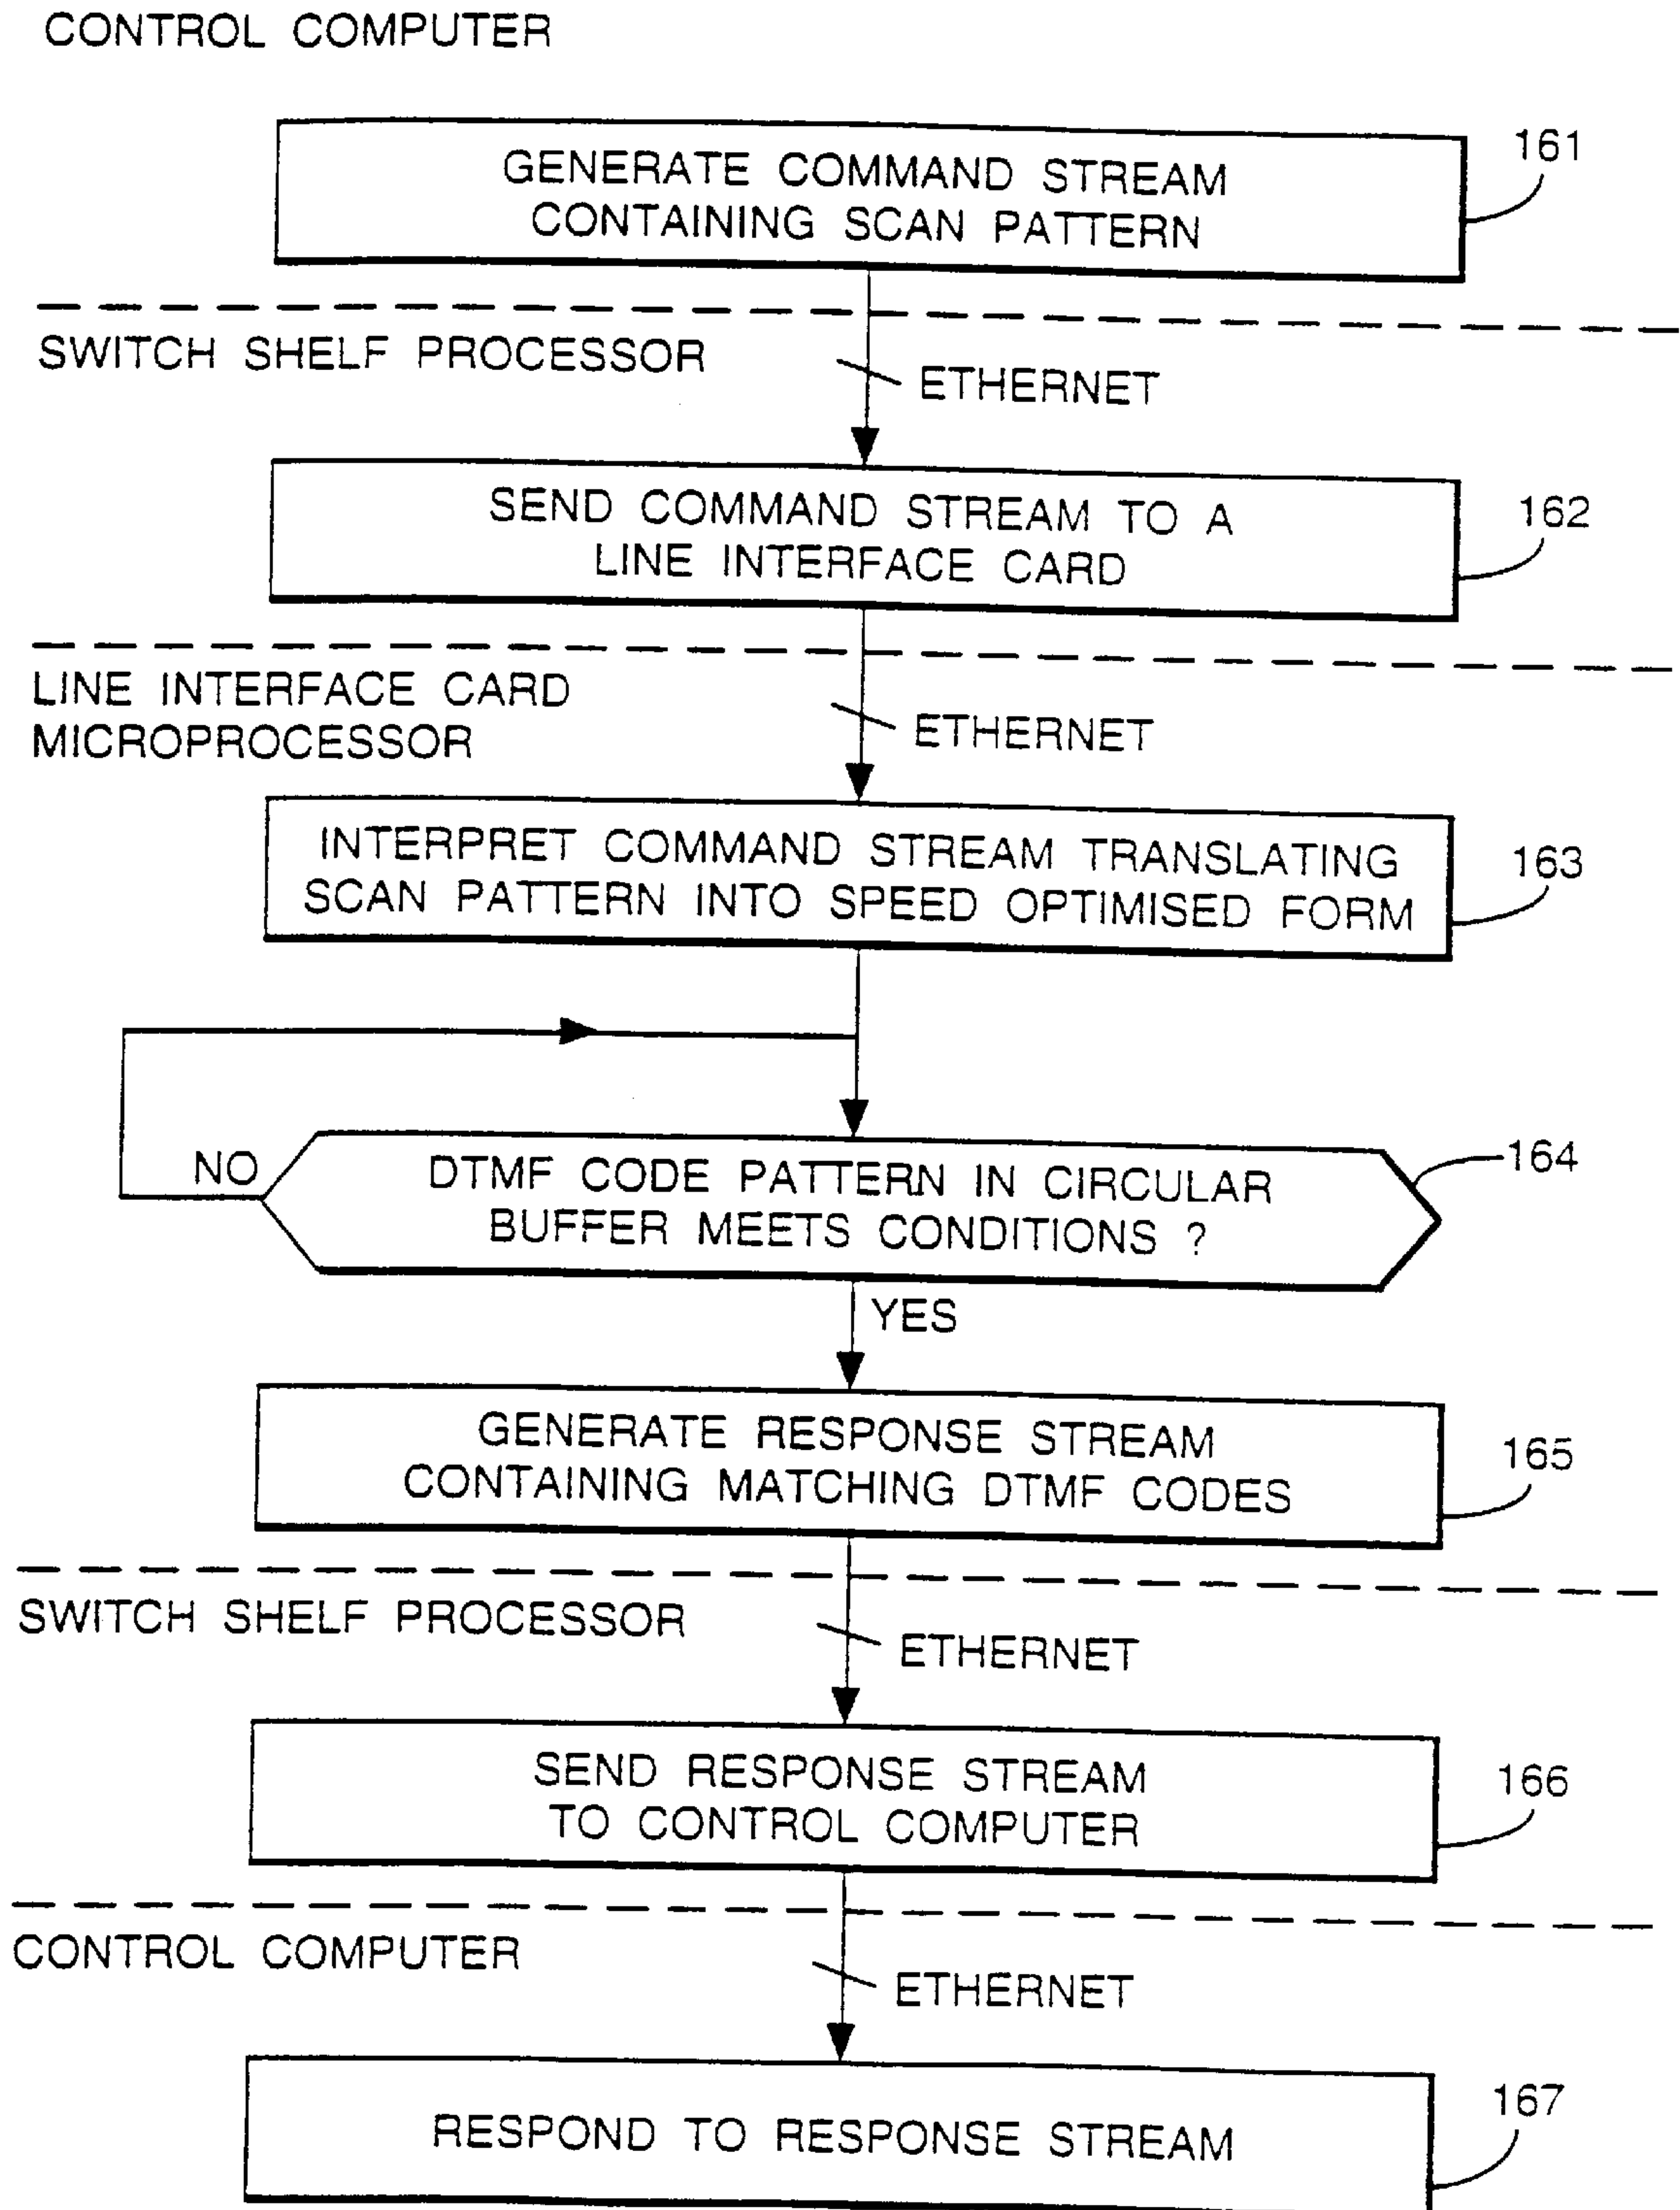 CONTROL COMPUTER
GENERATE COMMAND STREAM
CONTAINING SCAN PATTERN
161
SWITCH SHELF PROCESSOR
ETHERNET
SEND COMMAND STREAM TO A
LINE INTERFACE CARD
162
LINE INTERFACE CARD
MICROPROCESSOR
ETHERNET
INTERPRET COMMAND STREAM TRANSLATING
SCAN PATTERN INTO SPEED OPTIMISED FORM
163
NO
DTMF CODE PATTERN IN CIRCULAR
BUFFER MEETS CONDITIONS ?
164
YES
GENERATE RESPONSE STREAM
CONTAINING MATCHING DTMF CODES
165
SWITCH SHELF PROCESSOR
ETHERNET
SEND RESPONSE STREAM
TO CONTROL COMPUTER
166
CONTROL COMPUTER
ETHERNET
RESPOND TO RESPONSE STREAM
167